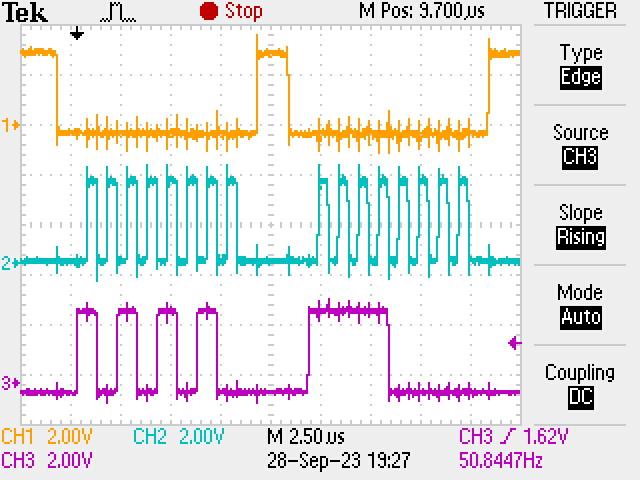 Tek Stop M Pos: 9.700µs TRIGGER
Type
Edge
1
Source
CH3
Slope
Rising
2
Mode
Auto
3
Coupling
DC
CH1 2.00V CH2 2.00V M 2.50µs CH3 1.62V
CH3 2.00V 28-Sep-23 19:27 50.8447Hz